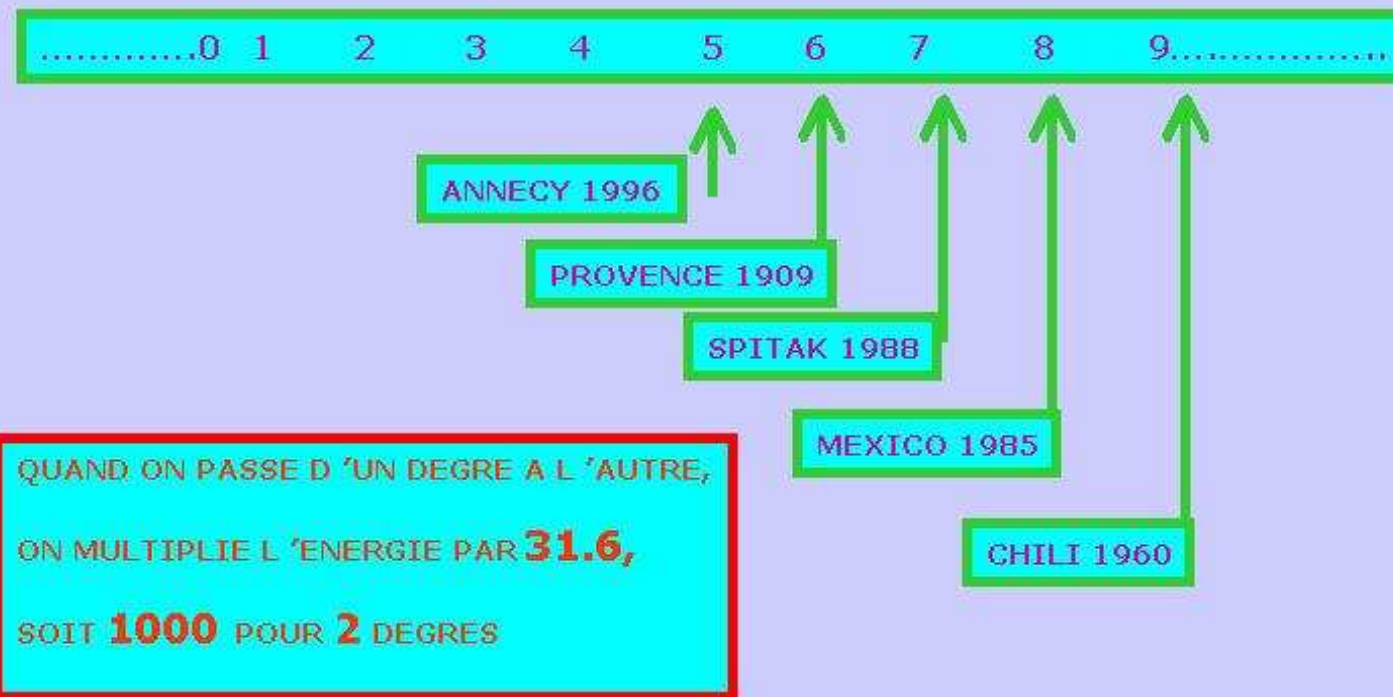 .............0 1 2 3 4 5 6 7 8 9....................
ANNECY 1996
PROVENCE 1909
SPITAK 1988
MEXICO 1985
CHILI 1960
QUAND ON PASSE D 'UN DEGRE A L 'AUTRE,
ON MULTIPLIE L 'ENERGIE PAR 31.6,
SOIT 1000 POUR 2 DEGRES